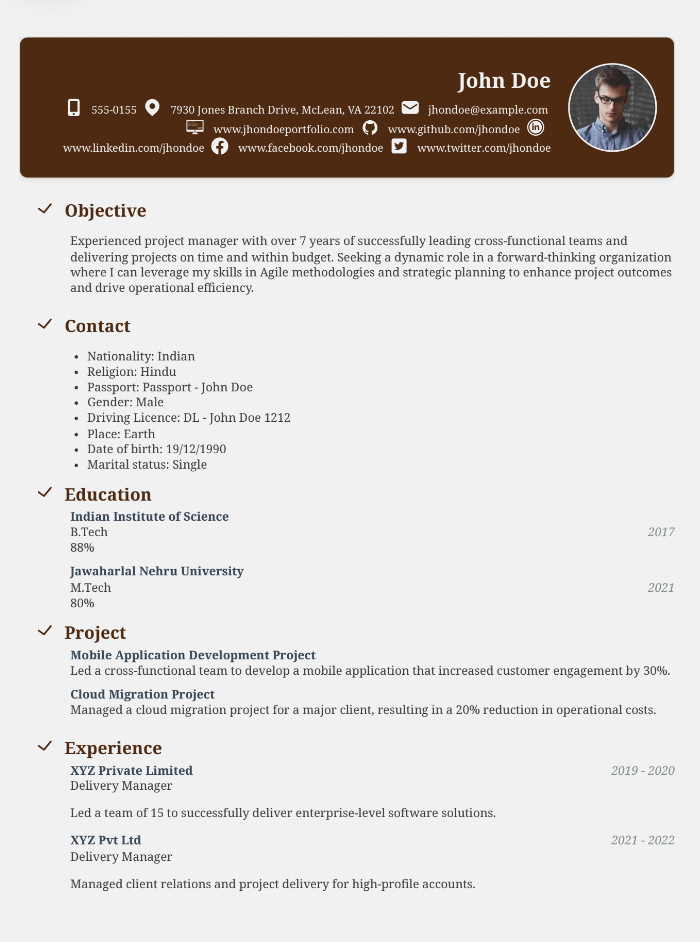 John Doe
555-0155 7930 Jones Branch Drive, McLean, VA 22102 jhondoe@example.com
www.jhondoeportfolio.com www.github.com/jhondoe
www.linkedin.com/jhondoe www.facebook.com/jhondoe www.twitter.com/jhondoe
Objective
Experienced project manager with over 7 years of successfully leading cross-functional teams and
delivering projects on time and within budget. Seeking a dynamic role in a forward-thinking organization
where I can leverage my skills in Agile methodologies and strategic planning to enhance project outcomes
and drive operational efficiency.
Contact
• Nationality: Indian
• Religion: Hindu
• Passport: Passport - John Doe
• Gender: Male
• Driving Licence: DL - John Doe 1212
• Place: Earth
• Date of birth: 19/12/1990
• Marital status: Single
Education
Indian Institute of Science
B.Tech 2017
88%
Jawaharlal Nehru University
M.Tech 2021
80%
Project
Mobile Application Development Project
Led a cross-functional team to develop a mobile application that increased customer engagement by 30%.
Cloud Migration Project
Managed a cloud migration project for a major client, resulting in a 20% reduction in operational costs.
Experience
XYZ Private Limited 2019 - 2020
Delivery Manager
Led a team of 15 to successfully deliver enterprise-level software solutions.
XYZ Pvt Ltd 2021 - 2022
Delivery Manager
Managed client relations and project delivery for high-profile accounts.